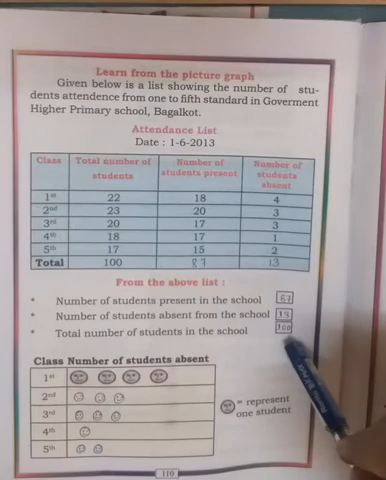 Learn from the picture graph
Given below is a list showing the number of stu-
dents attendence from one to fifth standard in Goverment
Higher Primary school, Bagalkot.
Attendance List
Date : 1-6-2013
Class Total number of students Number of students present Number of students absent
1st 22 18 4
2nd 23 20 3
3rd 20 17 3
4th 18 17 1
5th 17 15 2
Total 100 87 13
From the above list :
* Number of students present in the school 87
* Number of students absent from the school 13
* Total number of students in the school 100
Class Number of students absent
1st
2nd
3rd
4th
5th
= represent
one student
110